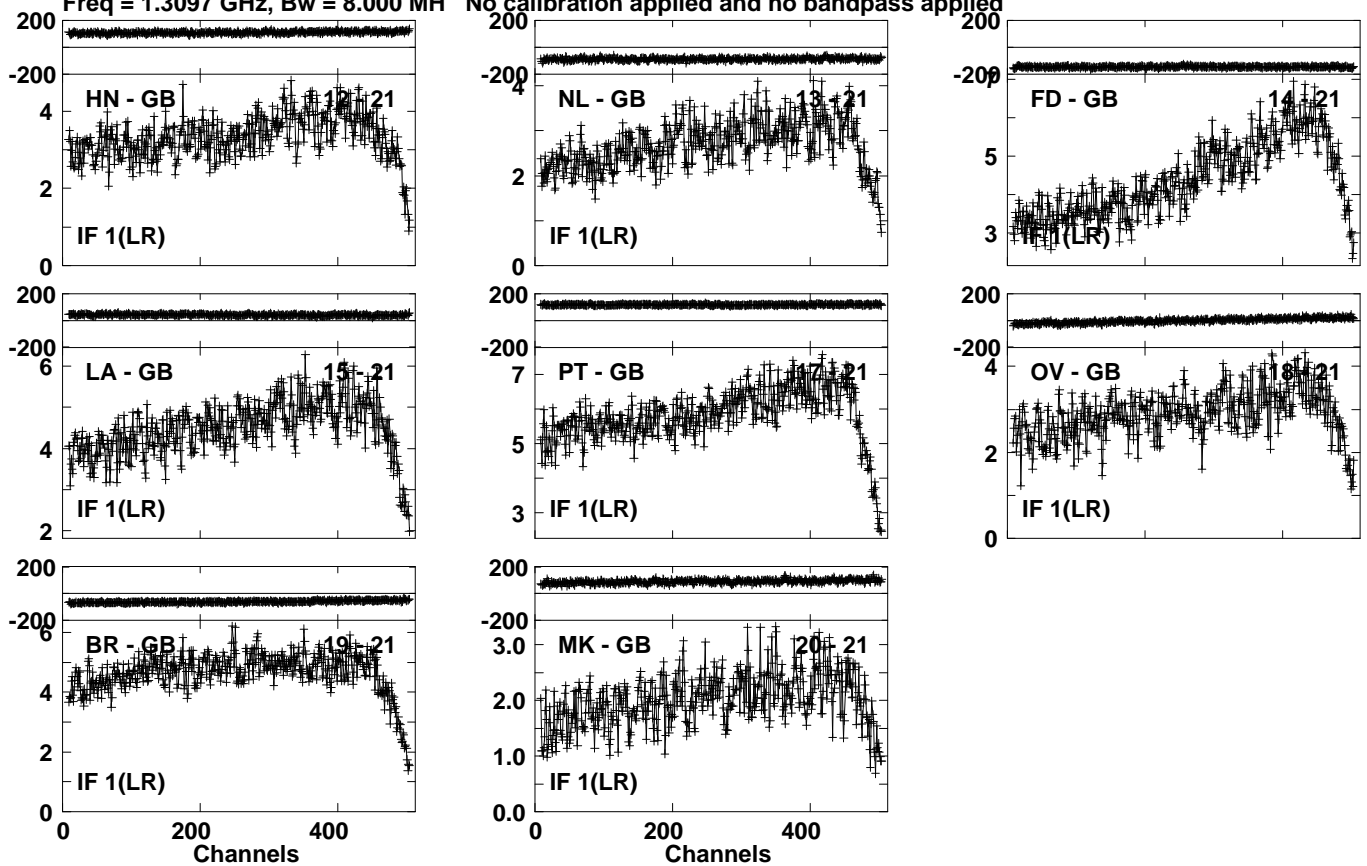 Freq = 1.3097 GHz, Bw = 8.000 MH No calibration applied and no bandpass applied
200 200 200
-200 -200 -200
HN - GB 12 - 21 NL - GB 13 - 21 FD - GB 14 - 21
4 4 7
2 2 5
0 0 3
IF 1(LR) IF 1(LR) IF 1(LR)
200 200 200
-200 -200 -200
LA - GB 15 - 21 PT - GB 17 - 21 OV - GB 18 - 21
6 7 4
4 5 2
2 3 0
IF 1(LR) IF 1(LR) IF 1(LR)
200 200
-200 -200
BR - GB 19 - 21 MK - GB 20 - 21
6 3.0
4 2.0
2 1.0
0 0.0
IF 1(LR) IF 1(LR)
0 200 400 0 200 400
Channels Channels